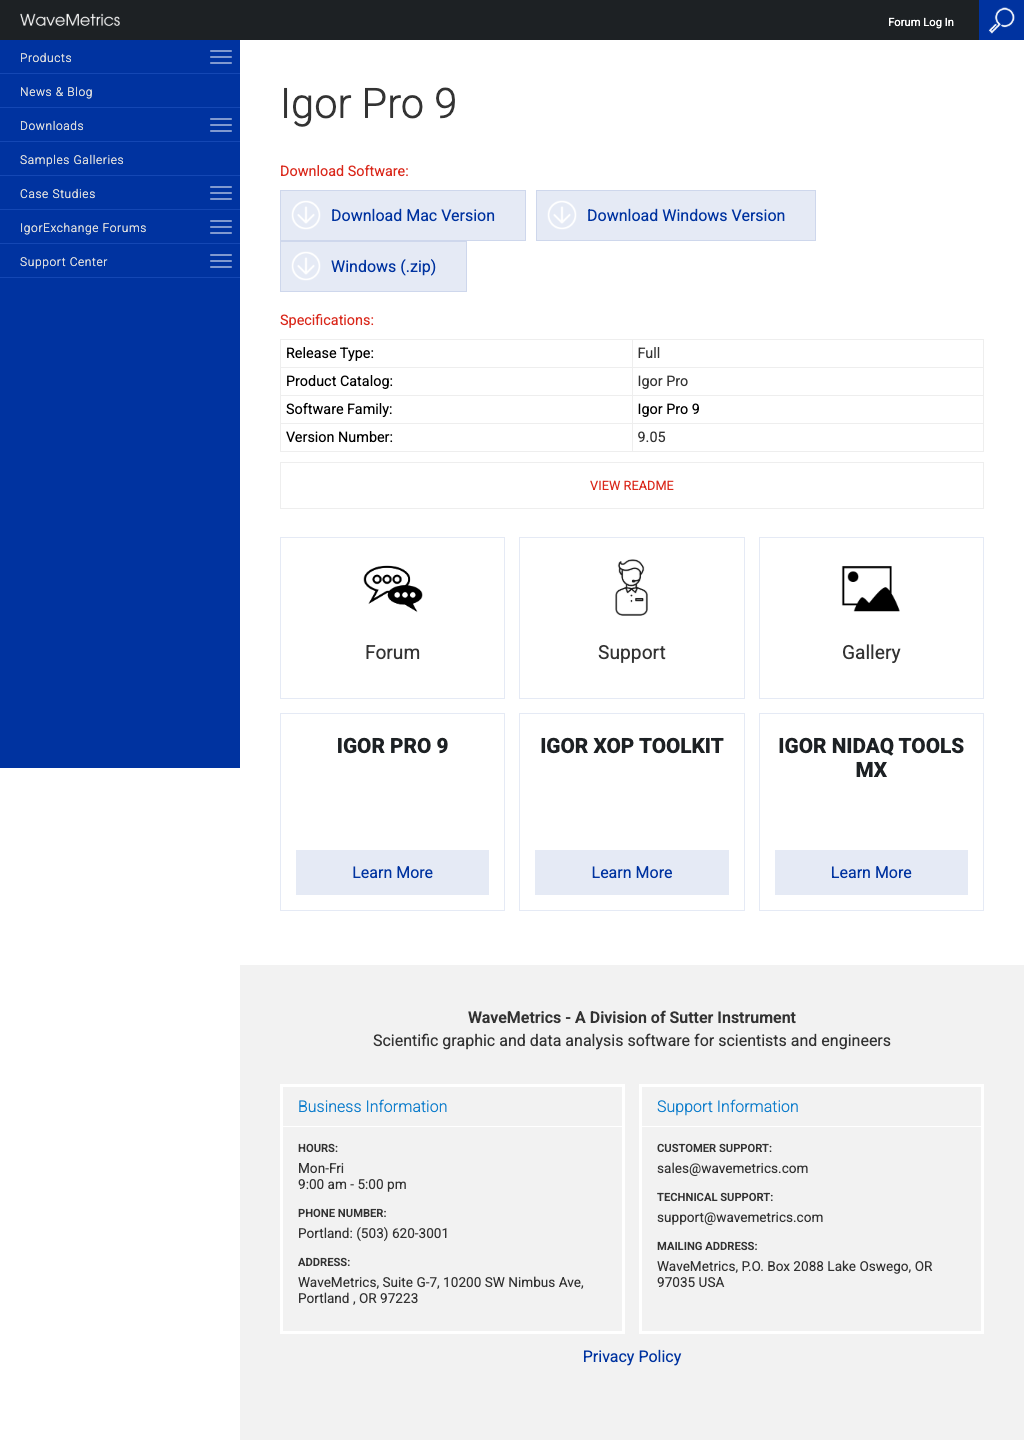 WaveMetrics
Forum Log In
Products
News & Blog
Downloads
Samples Galleries
Case Studies
IgorExchange Forums
Support Center
Igor Pro 9
Download Software:
Download Mac Version
Download Windows Version
Windows (.zip)
Specifications:
Release Type: Full
Product Catalog: Igor Pro
Software Family: Igor Pro 9
Version Number: 9.05
VIEW README
Forum
Support
Gallery
IGOR PRO 9
Learn More
IGOR XOP TOOLKIT
Learn More
IGOR NIDAQ TOOLS
MX
Learn More
WaveMetrics - A Division of Sutter Instrument
Scientific graphic and data analysis software for scientists and engineers
Business Information
HOURS:
Mon-Fri
9:00 am - 5:00 pm
PHONE NUMBER:
Portland: (503) 620-3001
ADDRESS:
WaveMetrics, Suite G-7, 10200 SW Nimbus Ave,
Portland , OR 97223
Support Information
CUSTOMER SUPPORT:
sales@wavemetrics.com
TECHNICAL SUPPORT:
support@wavemetrics.com
MAILING ADDRESS:
WaveMetrics, P.O. Box 2088 Lake Oswego, OR
97035 USA
Privacy Policy